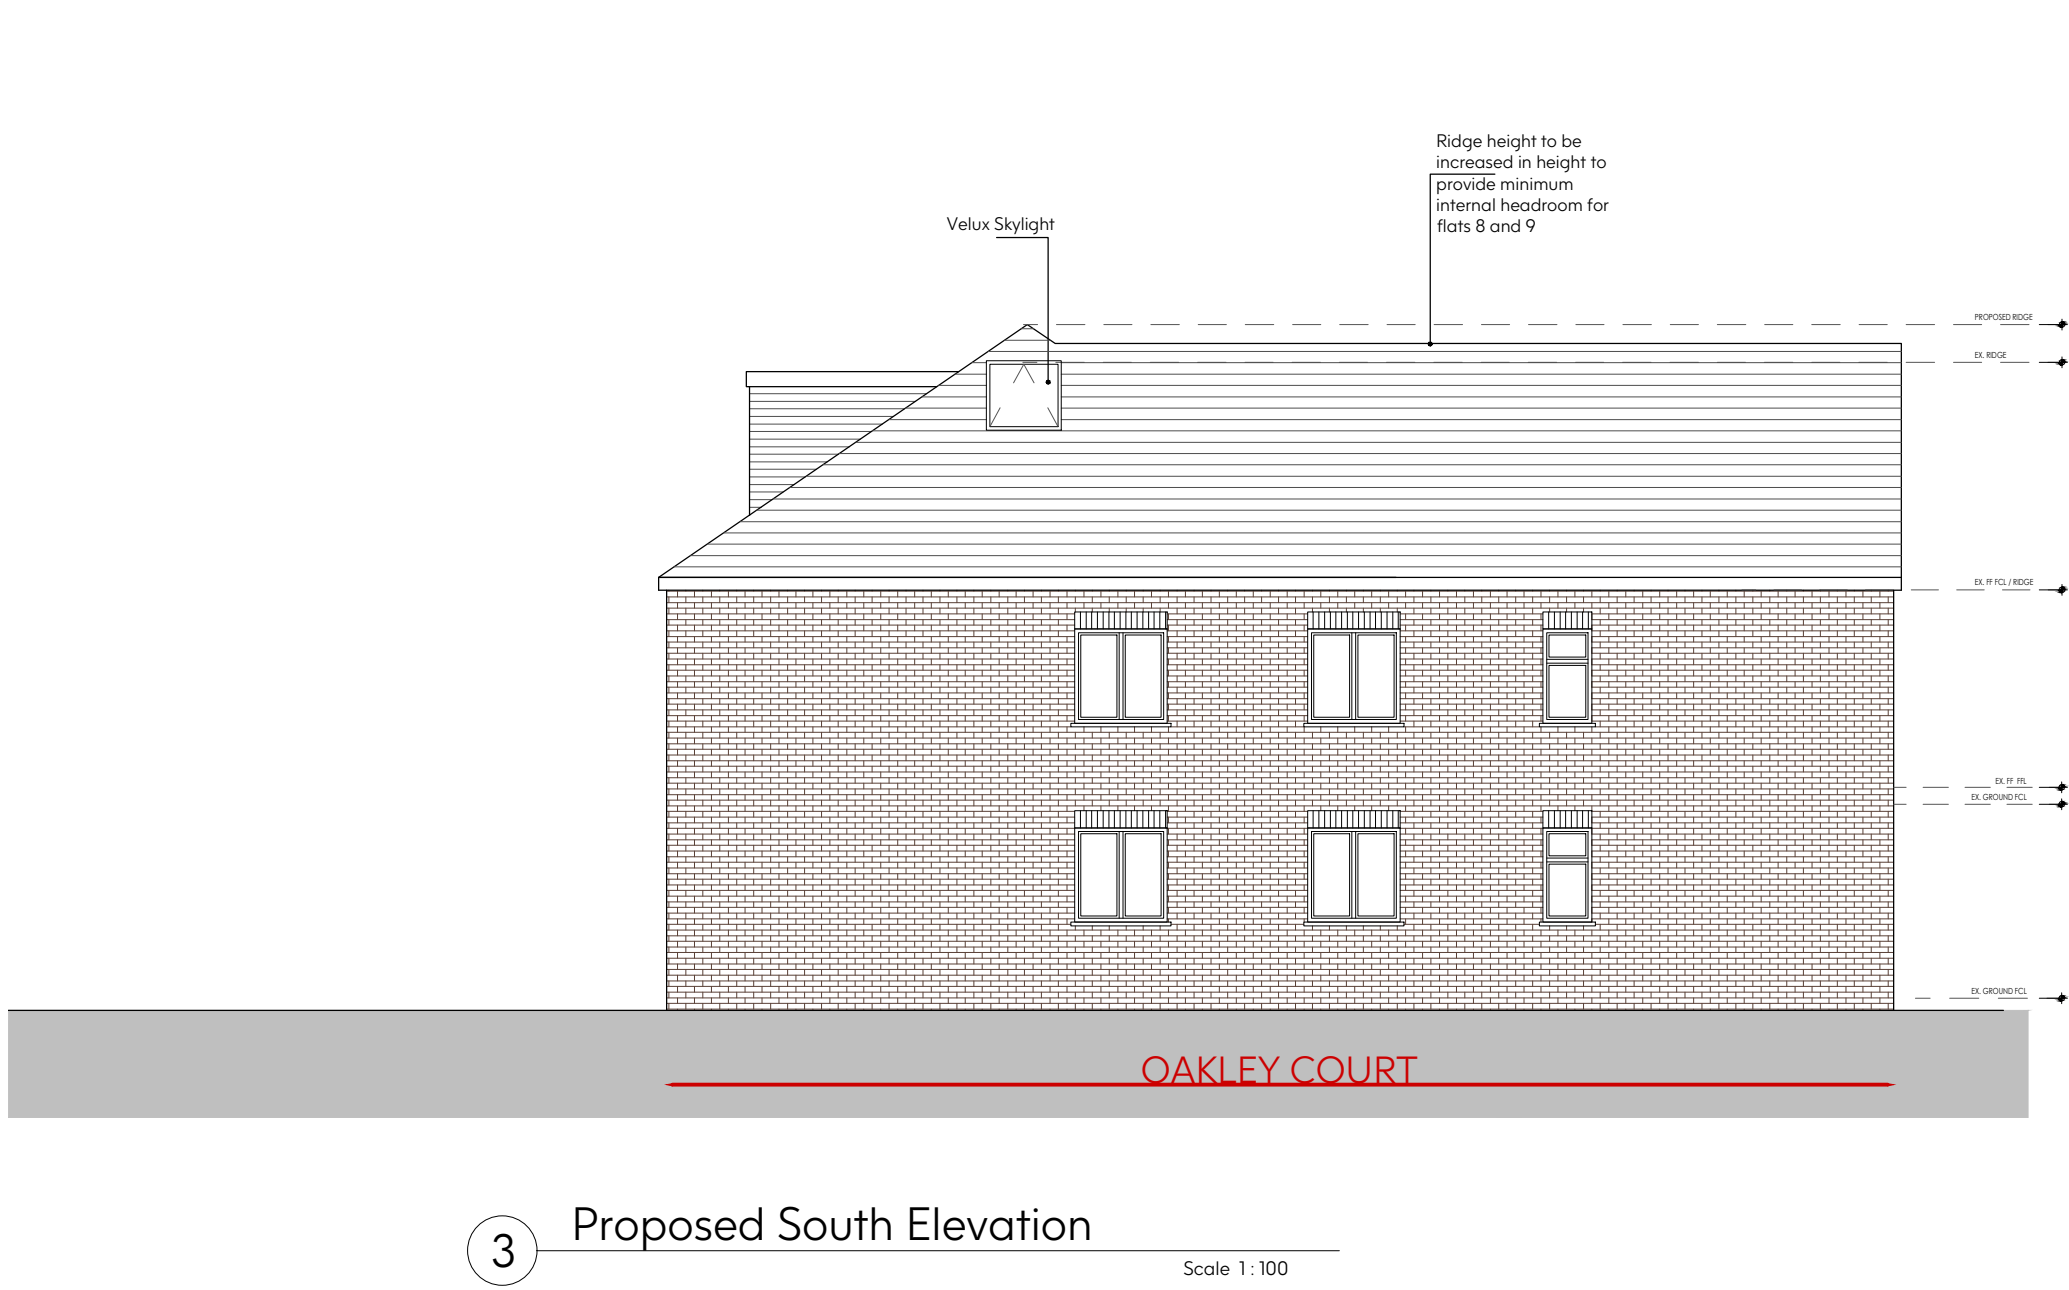 Ridge height to be
increased in height to
provide minimum
internal headroom for
flats 8 and 9
Velux Skylight
PROPOSED RIDGE
EX. RIDGE
EX. FF FCL / RIDGE
EX. FF FFL
EX. GROUND FCL
EX. GROUND FCL
OAKLEY COURT
3
Proposed South Elevation
Scale 1 : 100